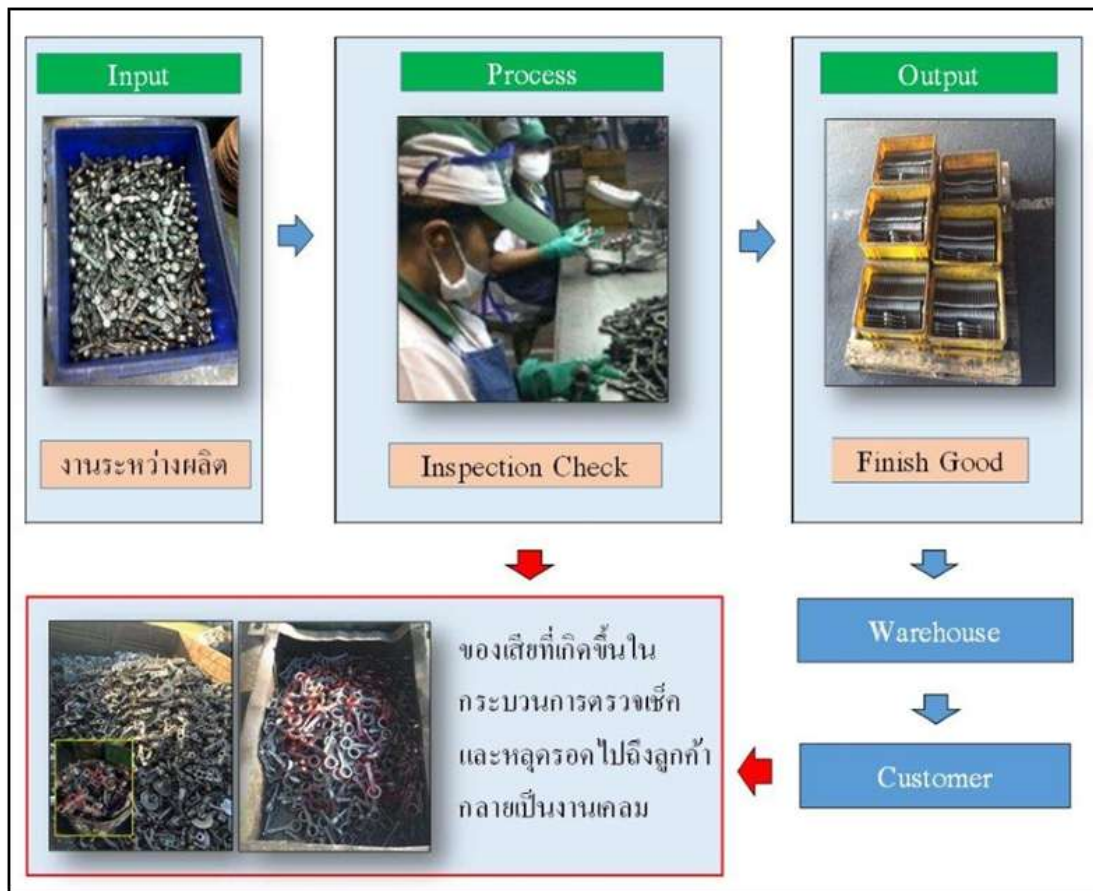 Input
Process
Output
งานระหว่างผลิต
Inspection Check
Finish Good
Warehouse
Customer
ของเสียที่เกิดขึ้นใน
กระบวนการตรวจเช็ค
และหลุดรอดไปถึงลูกค้า
กลายเป็นงานเคลม